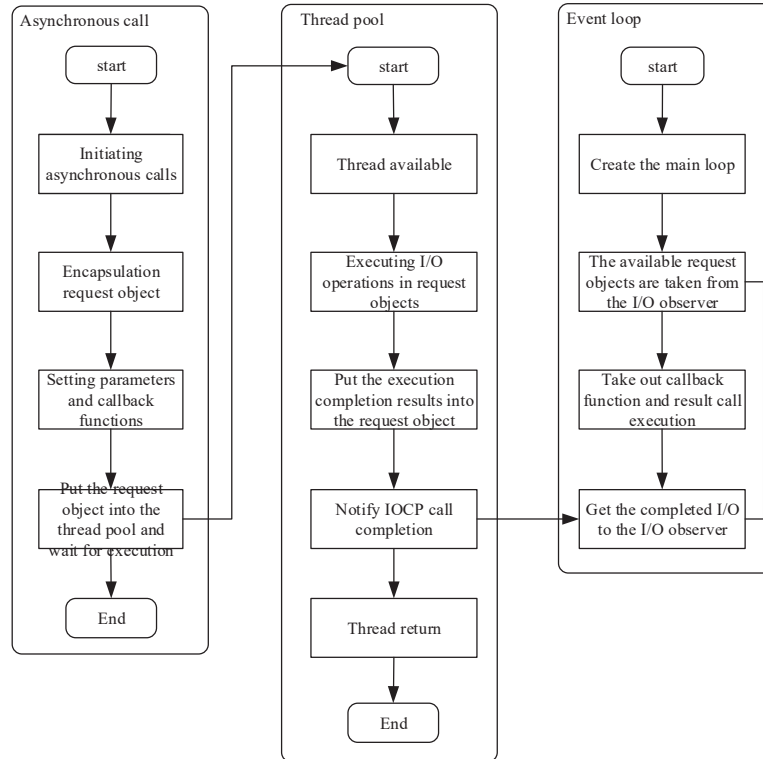 Asynchronous call
start
Initiating
asynchronous calls
Encapsulation
request object
Setting parameters
and callback
functions
Put the request
object into the
thread pool and
wait for execution
End
Thread pool
start
Thread available
Executing I/O
operations in request
objects
Put the execution
completion results into
the request object
Notify IOCP call
completion
Thread return
End
Event loop
start
Create the main loop
The available request
objects are taken from
the I/O observer
Take out callback
function and result call
execution
Get the completed I/O
to the I/O observer